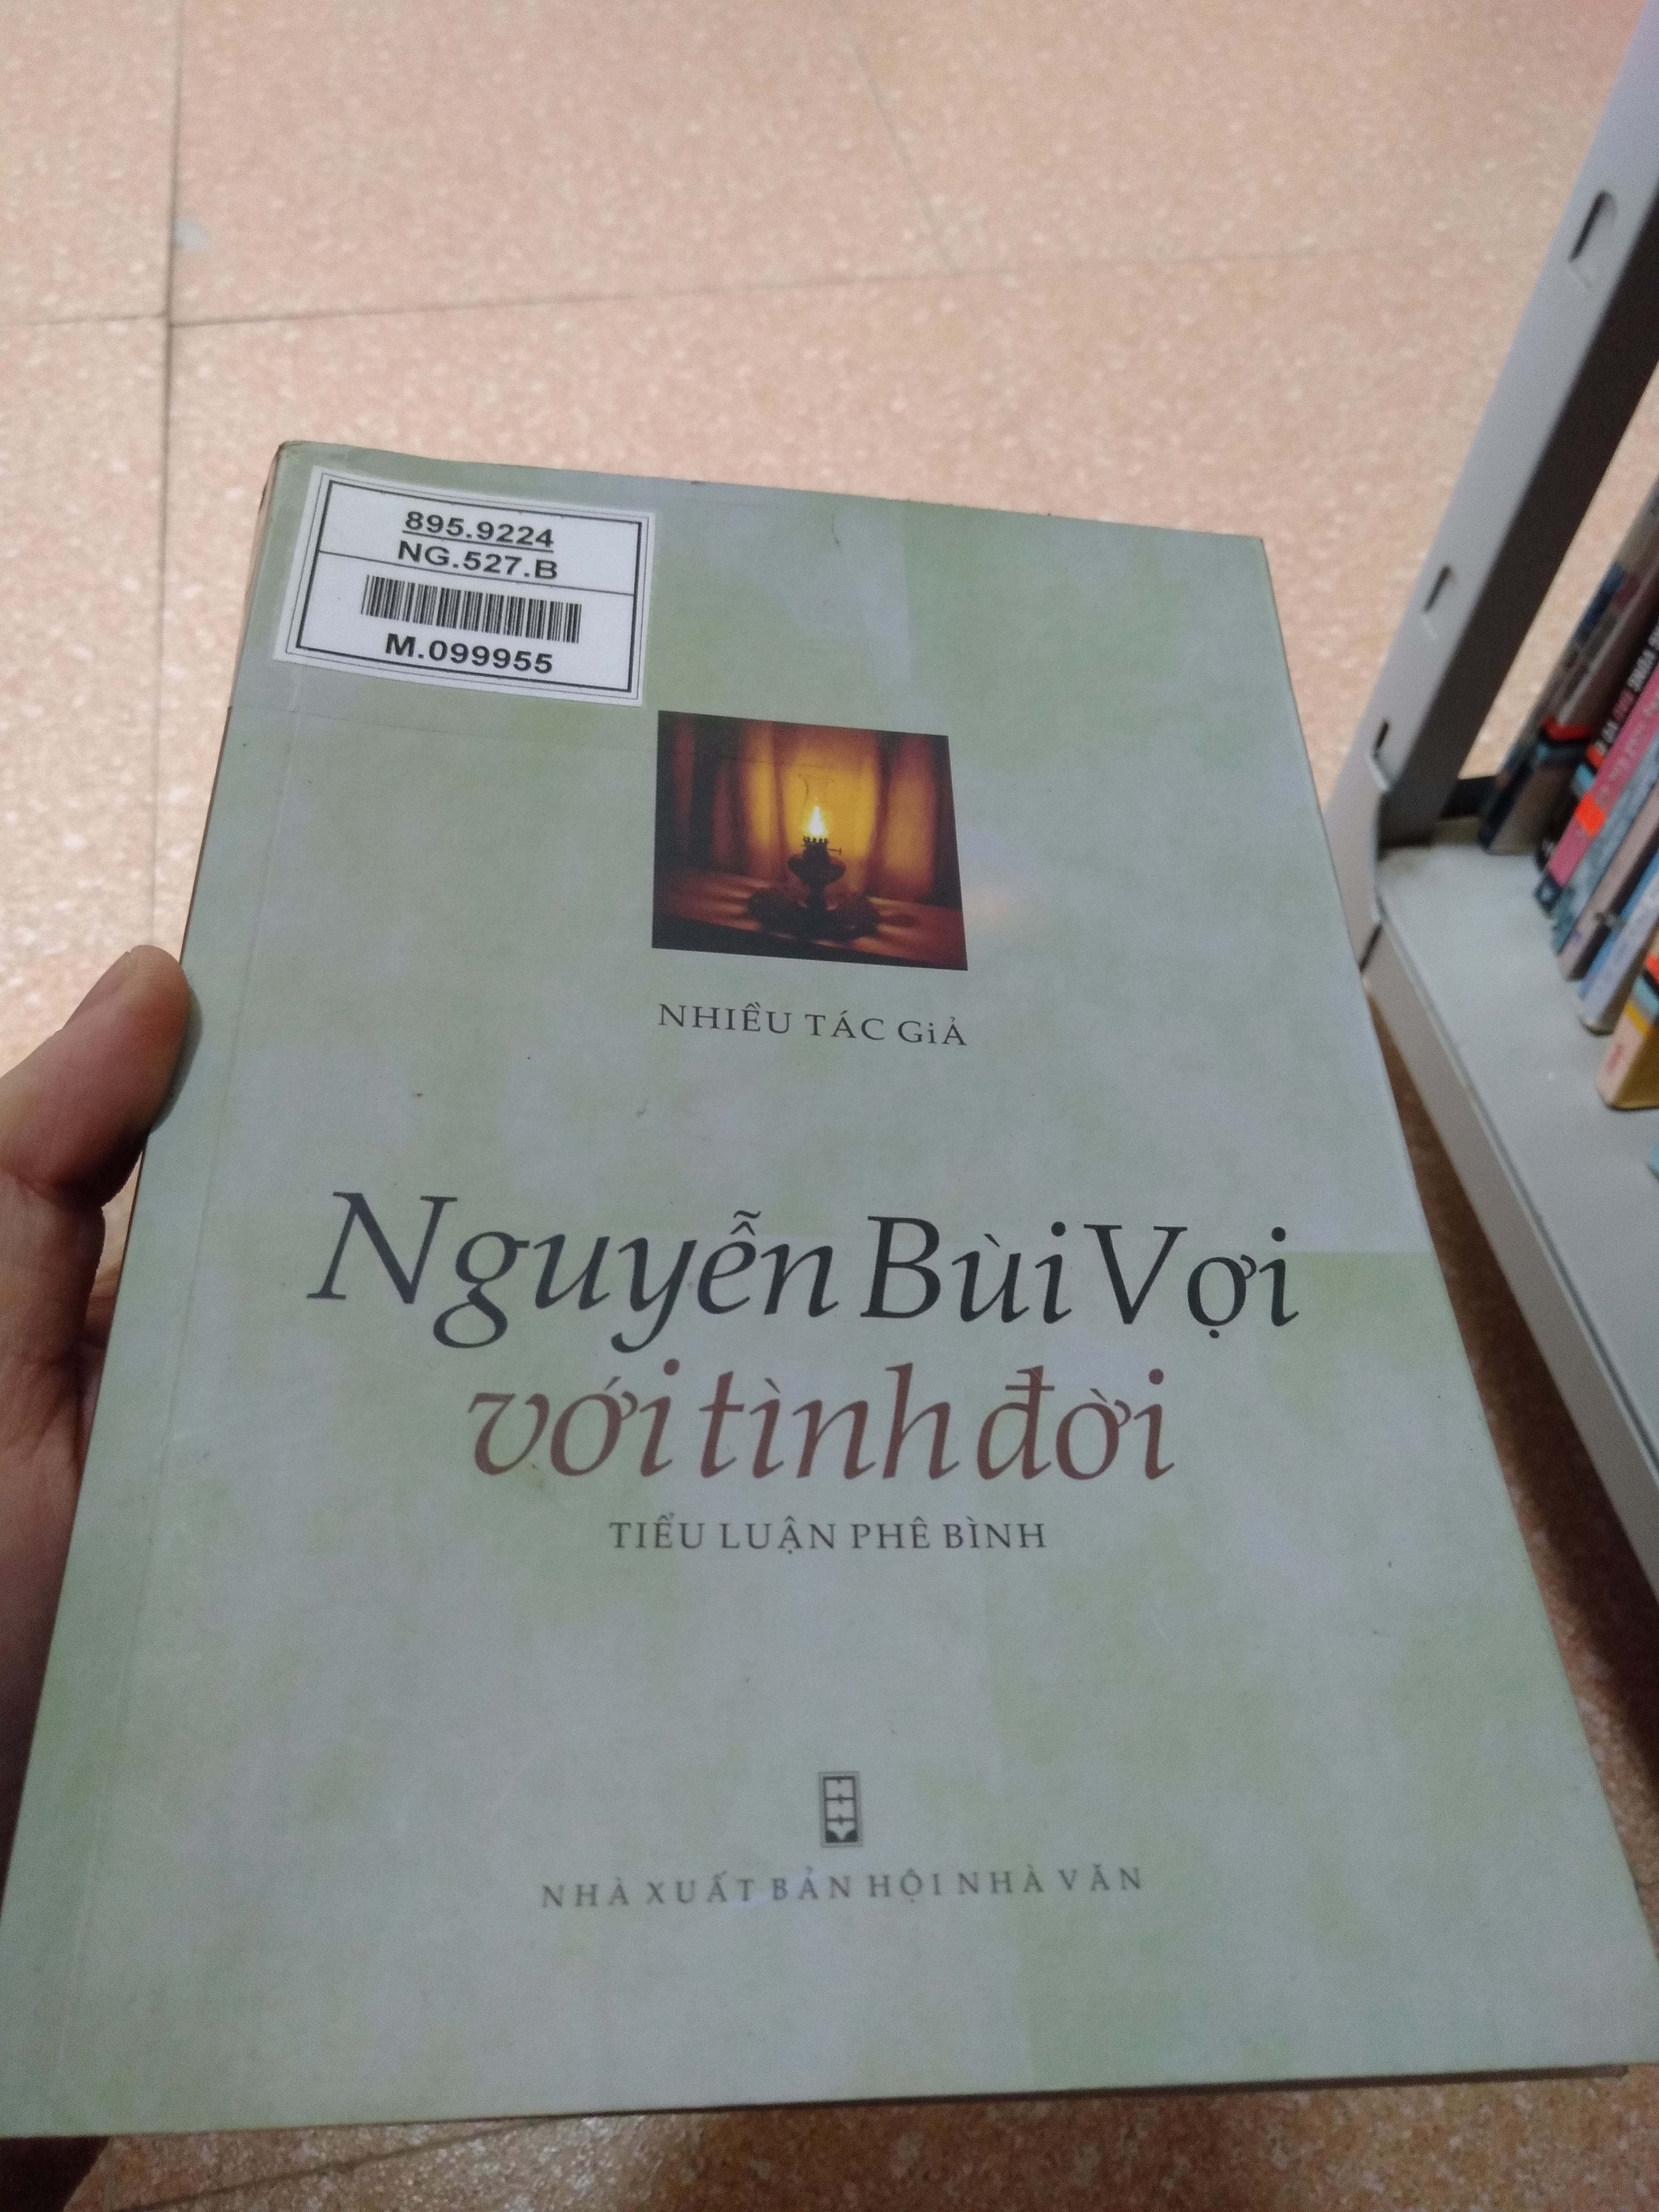 895.9224
NG.527.B
M.099955
NHIỀU TÁC GiẢ
Nguyễn Bùi Vợi
với tình đời
TIỂU LUẬN PHÊ BÌNH
NHÀ XUẤT BẢN HỘI NHÀ VĂN